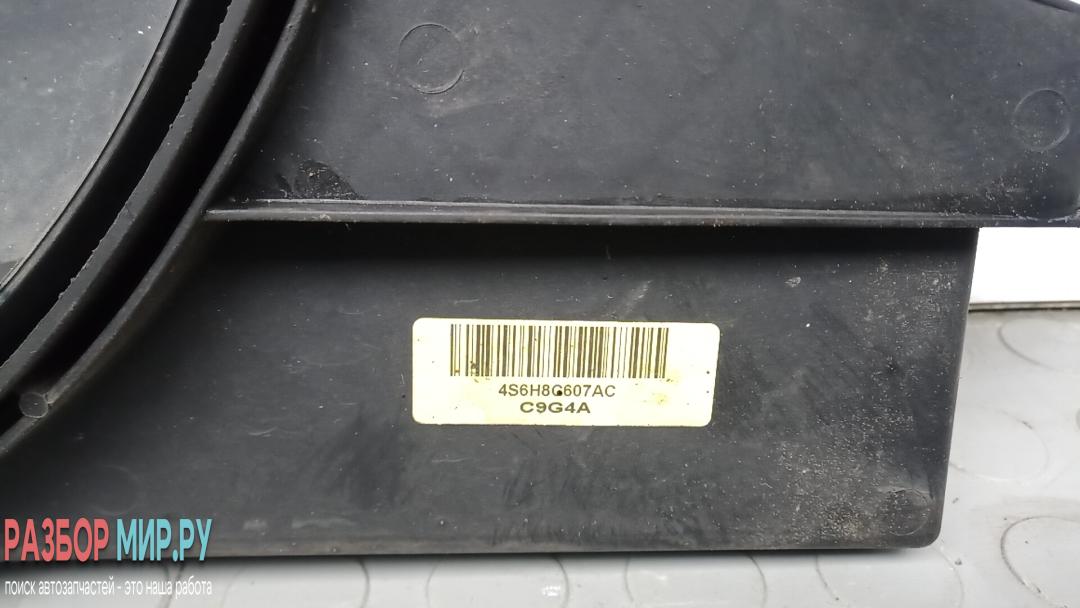 4S6H8C607AC
C9G4A
РАЗБОР МИР.РУ
поиск автозапчастей - это наша работа